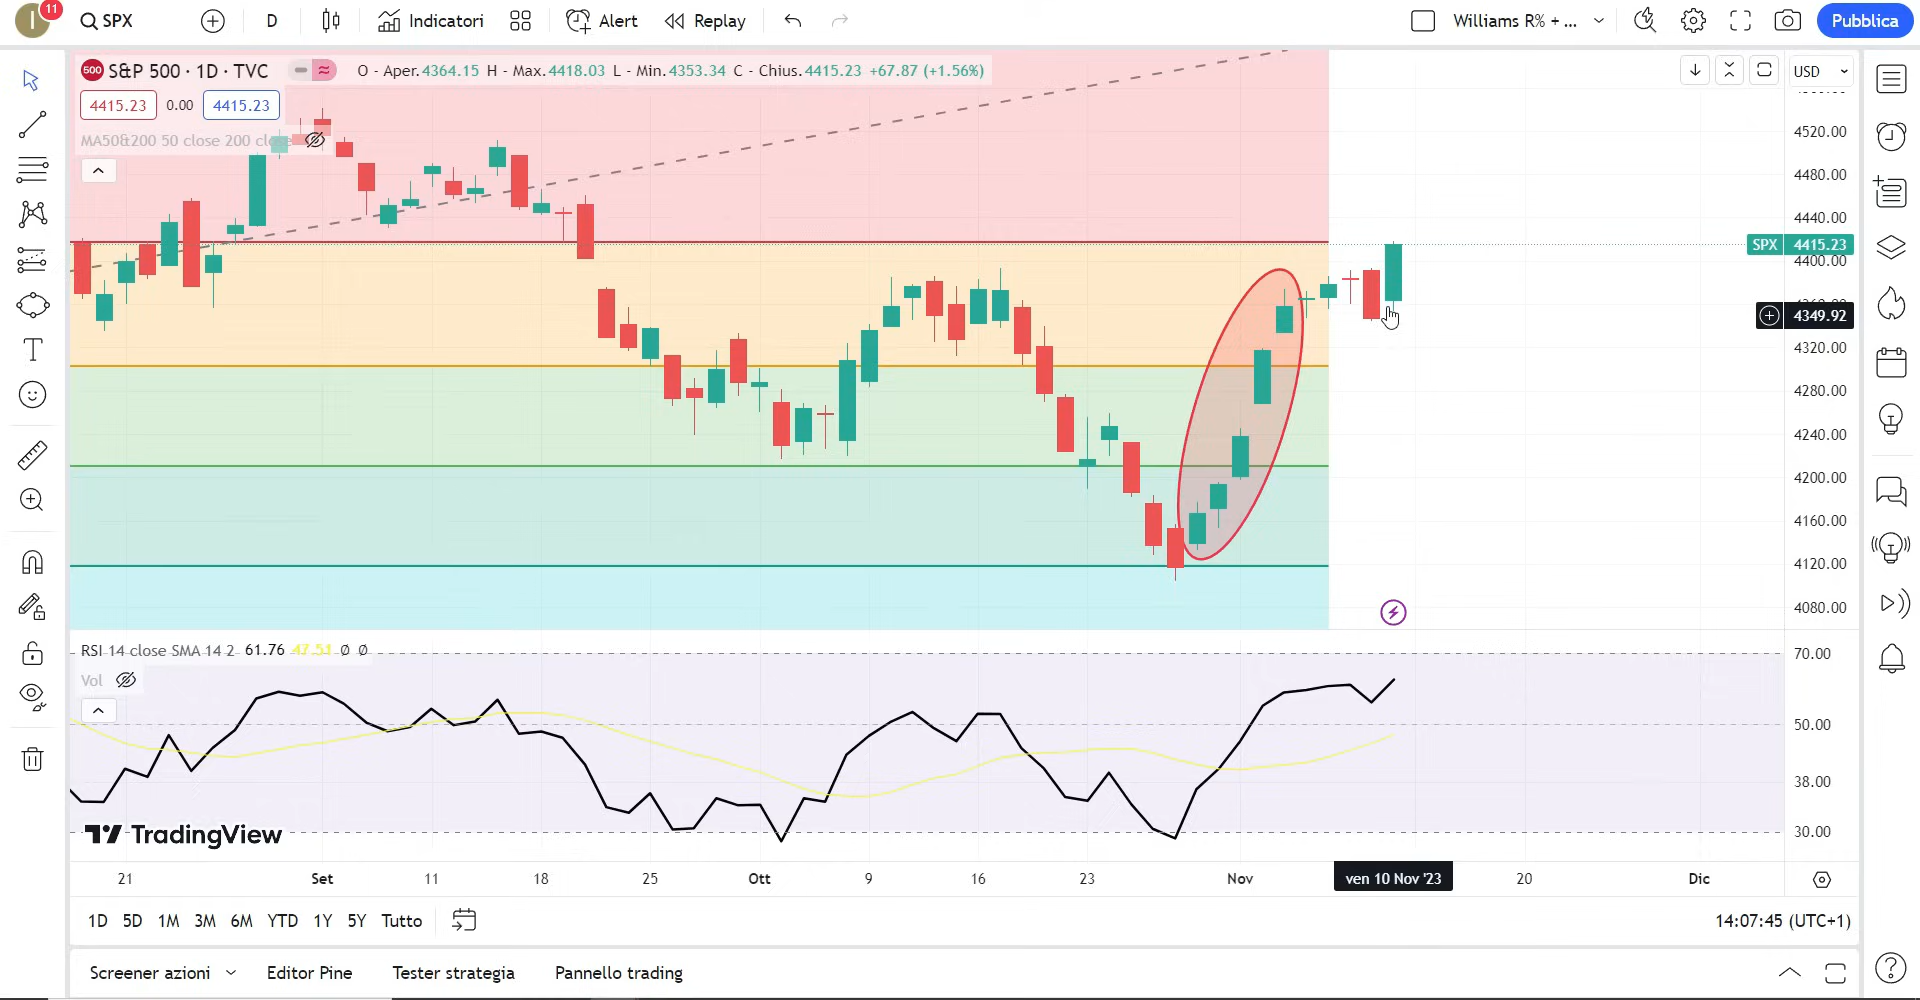 I 11 SPX D Indicatori Alert Replay Williams R% + ... Pubblica
500 S&P 500 · 1D · TVC O - Aper.4364.15 H - Max.4418.03 L - Min.4353.34 C - Chius.4415.23 +67.87 (+1.56%) USD
4415.23 0.00 4415.23
MA50&200 50 close 200 close
4520.00
4480.00
4440.00
SPX 4415.23
4400.00
4349.92
4320.00
4280.00
4240.00
4200.00
4160.00
4120.00
4080.00
RSI 14 close SMA 14 2 61.76 47.51 Ø Ø
70.00
Vol
50.00
38.00
30.00
TradingView
21 Set 11 18 25 Ott 9 16 23 Nov ven 10 Nov '23 20 Dic
1D 5D 1M 3M 6M YTD 1Y 5Y Tutto 14:07:45 (UTC+1)
Screener azioni Editor Pine Tester strategia Pannello trading